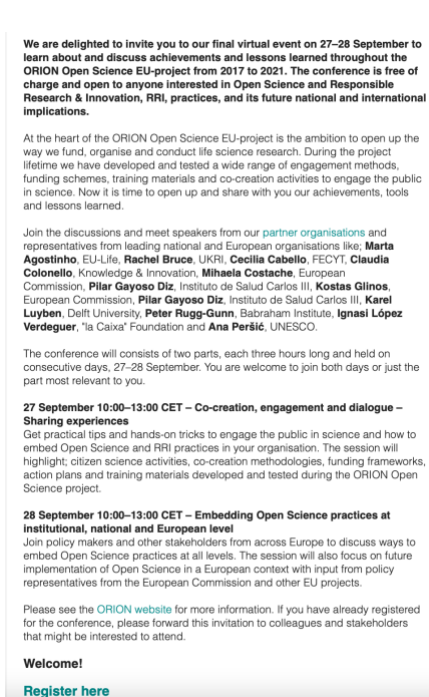 We are delighted to invite you to our final virtual event on 27–28 September to
learn about and discuss achievements and lessons learned throughout the
ORION Open Science EU-project from 2017 to 2021. The conference is free of
charge and open to anyone interested in Open Science and Responsible
Research & Innovation, RRI, practices, and its future national and international
implications.
At the heart of the ORION Open Science EU-project is the ambition to open up the
way we fund, organise and conduct life science research. During the project
lifetime we have developed and tested a wide range of engagement methods,
funding schemes, training materials and co-creation activities to engage the public
in science. Now it is time to open up and share with you our achievements, tools
and lessons learned.
Join the discussions and meet speakers from our partner organisations and
representatives from leading national and European organisations like; Marta
Agostinho, EU-Life, Rachel Bruce, UKRI, Cecilia Cabello, FECYT, Claudia
Colonello, Knowledge & Innovation, Mihaela Costache, European
Commission, Pilar Gayoso Diz, Instituto de Salud Carlos III, Kostas Glinos,
European Commission, Pilar Gayoso Diz, Instituto de Salud Carlos III, Karel
Luyben, Delft University, Peter Rugg-Gunn, Babraham Institute, Ignasi López
Verdeguer, "la Caixa" Foundation and Ana Peršić, UNESCO.
The conference will consists of two parts, each three hours long and held on
consecutive days, 27–28 September. You are welcome to join both days or just the
part most relevant to you.
27 September 10:00–13:00 CET – Co-creation, engagement and dialogue –
Sharing experiences
Get practical tips and hands-on tricks to engage the public in science and how to
embed Open Science and RRI practices in your organisation. The session will
highlight; citizen science activities, co-creation methodologies, funding frameworks,
action plans and training materials developed and tested during the ORION Open
Science project.
28 September 10:00–13:00 CET – Embedding Open Science practices at
institutional, national and European level
Join policy makers and other stakeholders from across Europe to discuss ways to
embed Open Science practices at all levels. The session will also focus on future
implementation of Open Science in a European context with input from policy
representatives from the European Commission and other EU projects.
Please see the ORION website for more information. If you have already registered
for the conference, please forward this invitation to colleagues and stakeholders
that might be interested to attend.
Welcome!
Register here